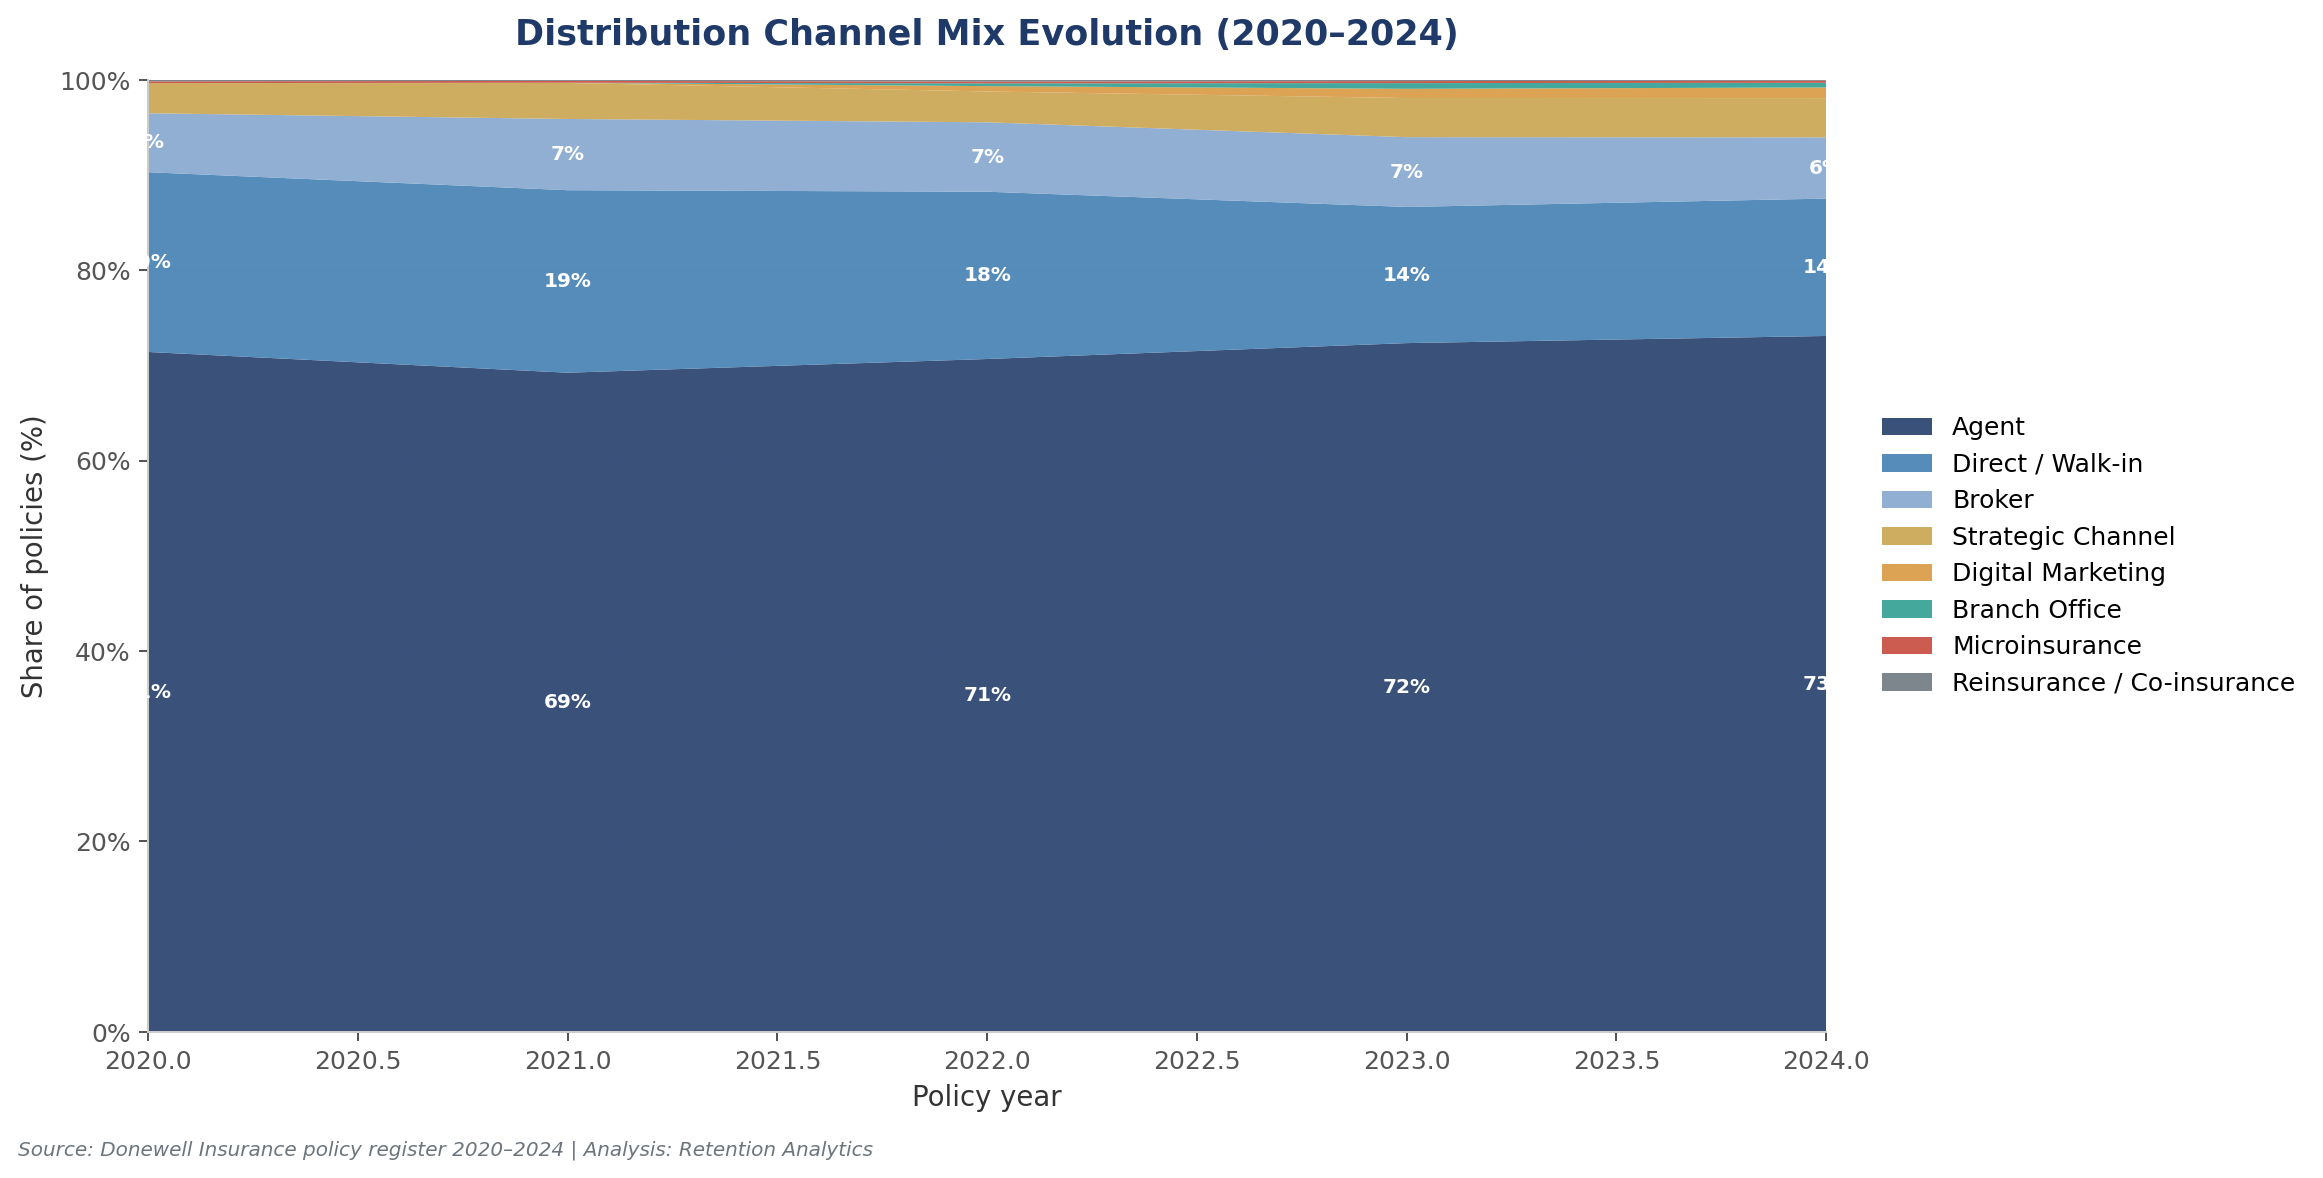 Distribution Channel Mix Evolution (2020–2024)
100%
80%
60%
40%
20%
0%
Share of policies (%)
%
7%
7%
7%
6%
%
19%
18%
14%
14
%
69%
71%
72%
73
2020.0
2020.5
2021.0
2021.5
2022.0
2022.5
2023.0
2023.5
2024.0
Policy year
Agent
Direct / Walk-in
Broker
Strategic Channel
Digital Marketing
Branch Office
Microinsurance
Reinsurance / Co-insurance
Source: Donewell Insurance policy register 2020–2024 | Analysis: Retention Analytics